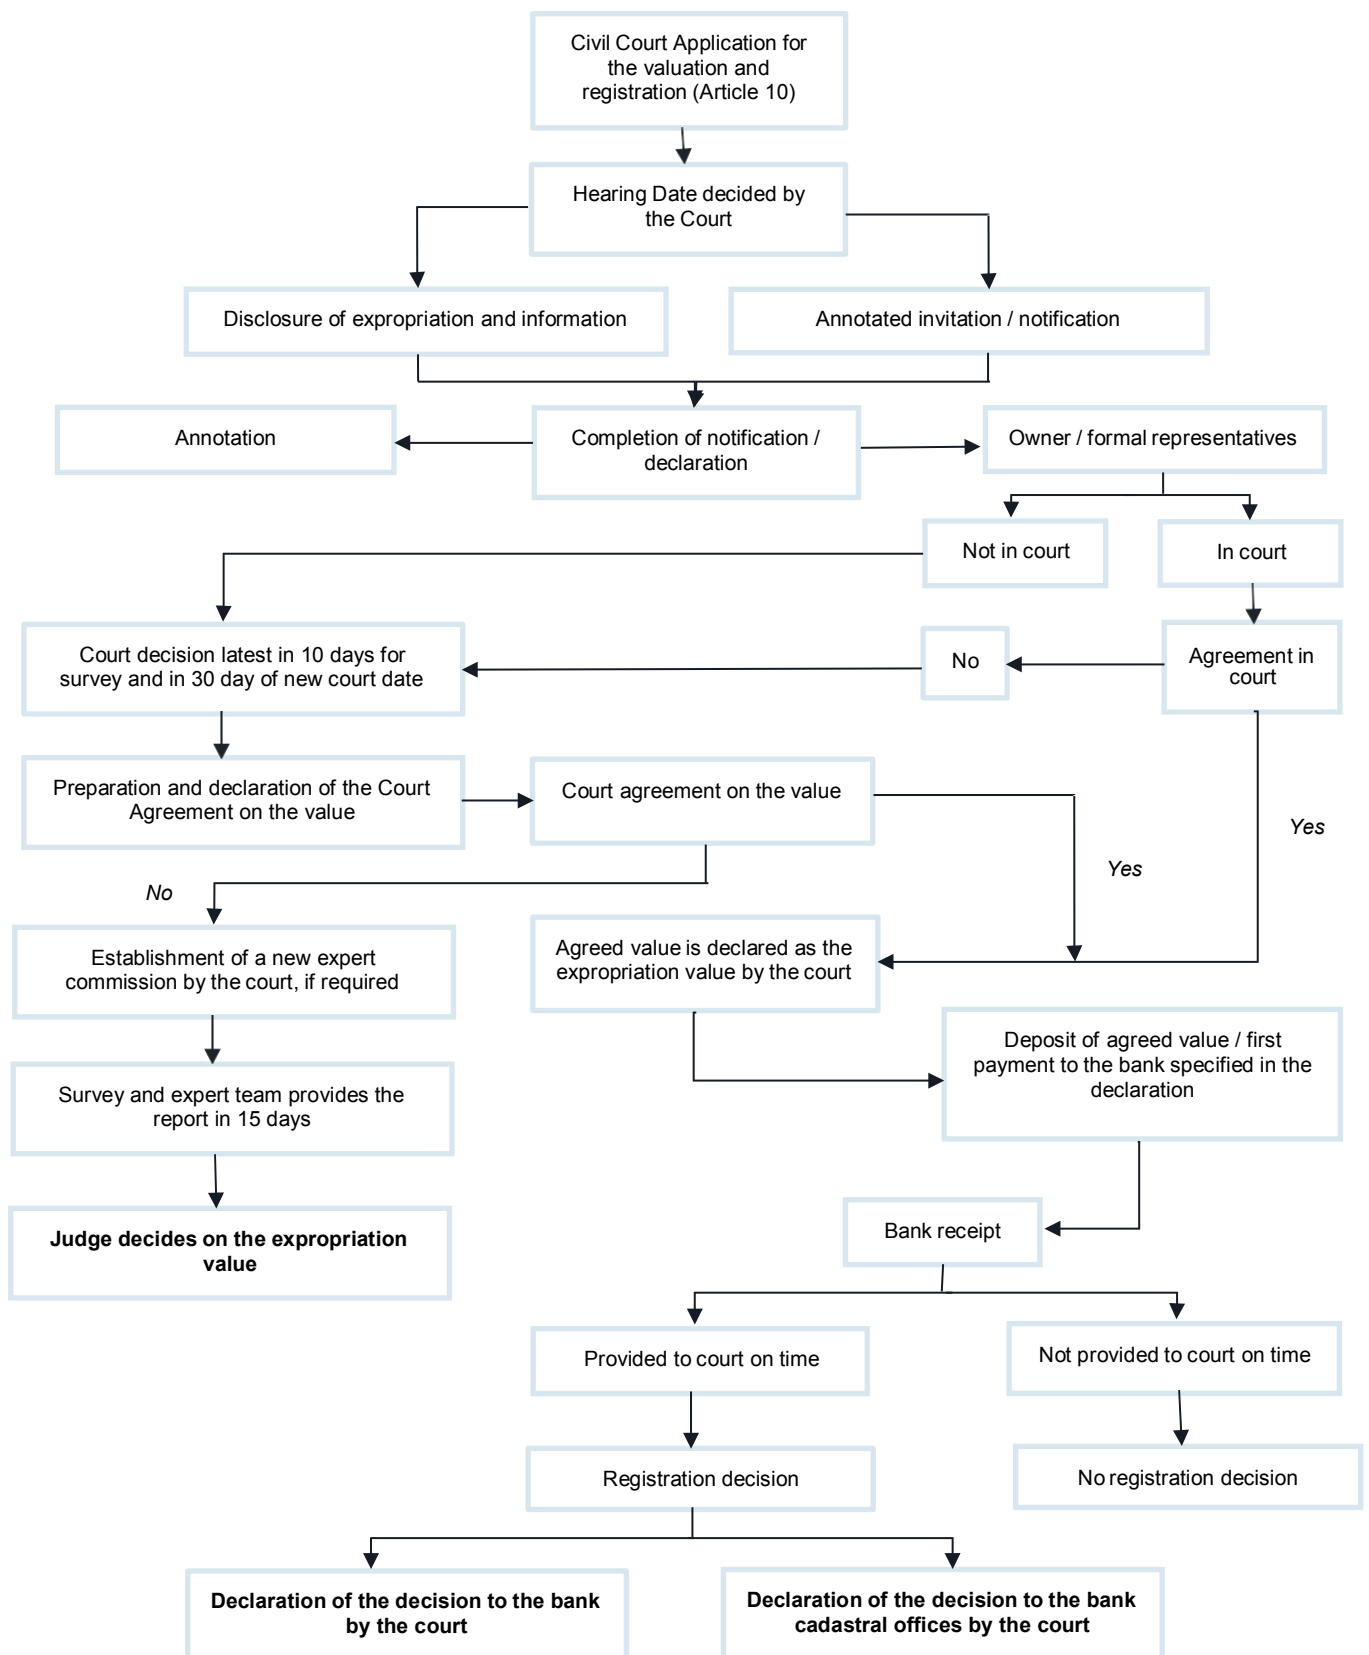 Civil Court Application for
the valuation and
registration (Article 10)
Hearing Date decided by
the Court
Disclosure of expropriation and information
Annotated invitation / notification
Annotation
Completion of notification /
declaration
Owner / formal representatives
Not in court
In court
Court decision latest in 10 days for
survey and in 30 day of new court date
No
Agreement in
court
Preparation and declaration of the Court
Agreement on the value
Court agreement on the value
Yes
Yes
No
Establishment of a new expert
commission by the court, if required
Agreed value is declared as the
expropriation value by the court
Deposit of agreed value / first
payment to the bank specified in the
declaration
Survey and expert team provides the
report in 15 days
Judge decides on the expropriation
value
Bank receipt
Provided to court on time
Not provided to court on time
Registration decision
No registration decision
Declaration of the decision to the bank
by the court
Declaration of the decision to the bank
cadastral offices by the court